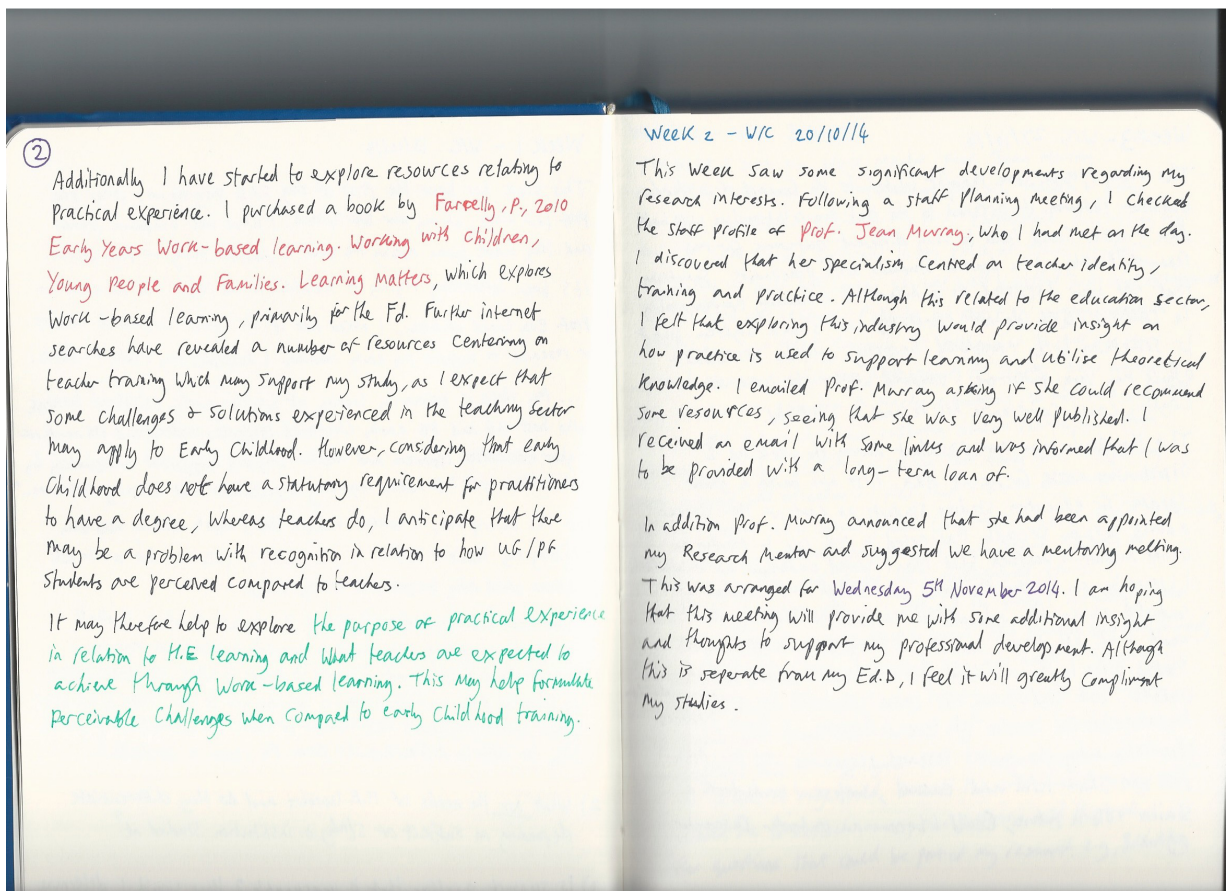 2
Additionally I have started to explore resources relating to
Practical experience. I purchased a book by Farrelly, P., 2010
Early Years Work-based learning. Working with Children,
Young People and Families. Learning Matters, which explores
Work-based learning, primarily for the Fd. Further internet
searches have revealed a number of resources centering on
teacher training which may support my study, as I expect that
some challenges & solutions experienced in the teaching sector
may apply to Early Childhood. However, considering that early
Childhood does not have a statutory requirement for practitioners
to have a degree, whereas teachers do, I anticipate that there
may be a problem with recognition in relation to how UG/PG
students are perceived compared to teachers.
It may therefore help to explore the purpose of practical experience
in relation to H.E learning and what teachers are expected to
achieve through work-based learning. This may help formulate
perceivable challenges when compaed to early childhood training.
Week 2 - W/C 20/10/14
This week saw some significant developments regarding my
research interests. Following a staff planning meeting, I checked
the staff profile of Prof. Jean Murray, who I had met on the day.
I discovered that her specialism centred on teacher identity,
training and practice. Although this related to the education sector,
I felt that exploring this industry would provide insight on
how practice is used to support learning and utilise theoretical
knowledge. I emailed Prof. Murray asking if she could recommend
some resources, seeing that she was very well published. I
received an email with some links and was informed that I was
to be provided with a long-term loan of.
In addition Prof. Murray announced that she had been appointed
my Research Mentor and suggested we have a mentoring meeting.
This was arranged for Wednesday 5th November 2014. I am hoping
that this meeting will provide me with some additional insight
and thoughts to support my professional development. Although
this is seperate from my Ed.D, I feel it will greatly compliment
my studies.